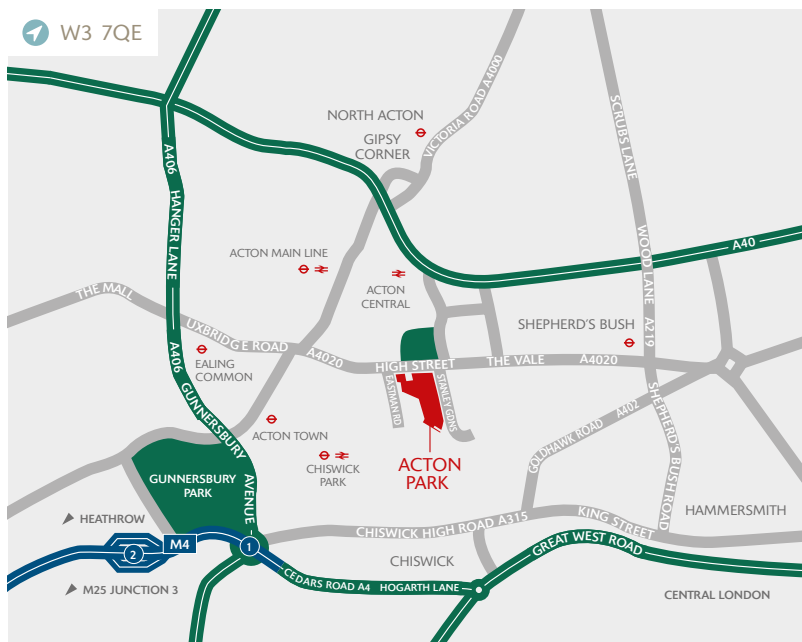 W3 7QE
NORTH ACTON
GIPSY
CORNER
VICTORIA ROAD A4000
SCRUBS LANE
A406
HANGER LANE
ACTON MAIN LINE
ACTON
CENTRAL
WOOD LANE
A40
THE MALL
UXBRIDGE ROAD
A219
SHEPHERD'S BUSH
A406
EALING
COMMON
A4020
HIGH STREET
THE VALE
A4020
EASTMAN RD
STANLEY GDNS
SHEPHERD'S BUSH ROAD
GUNNERSBURY
AVENUE
ACTON TOWN
GOLDHAWK ROAD
A402
CHISWICK
PARK
ACTON
PARK
GUNNERSBURY
PARK
HEATHROW
M4
2
1
CHISWICK HIGH ROAD A315
KING STREET
HAMMERSMITH
CHISWICK
GREAT WEST ROAD
M25 JUNCTION 3
CEDARS ROAD A4
HOGARTH LANE
CENTRAL LONDON